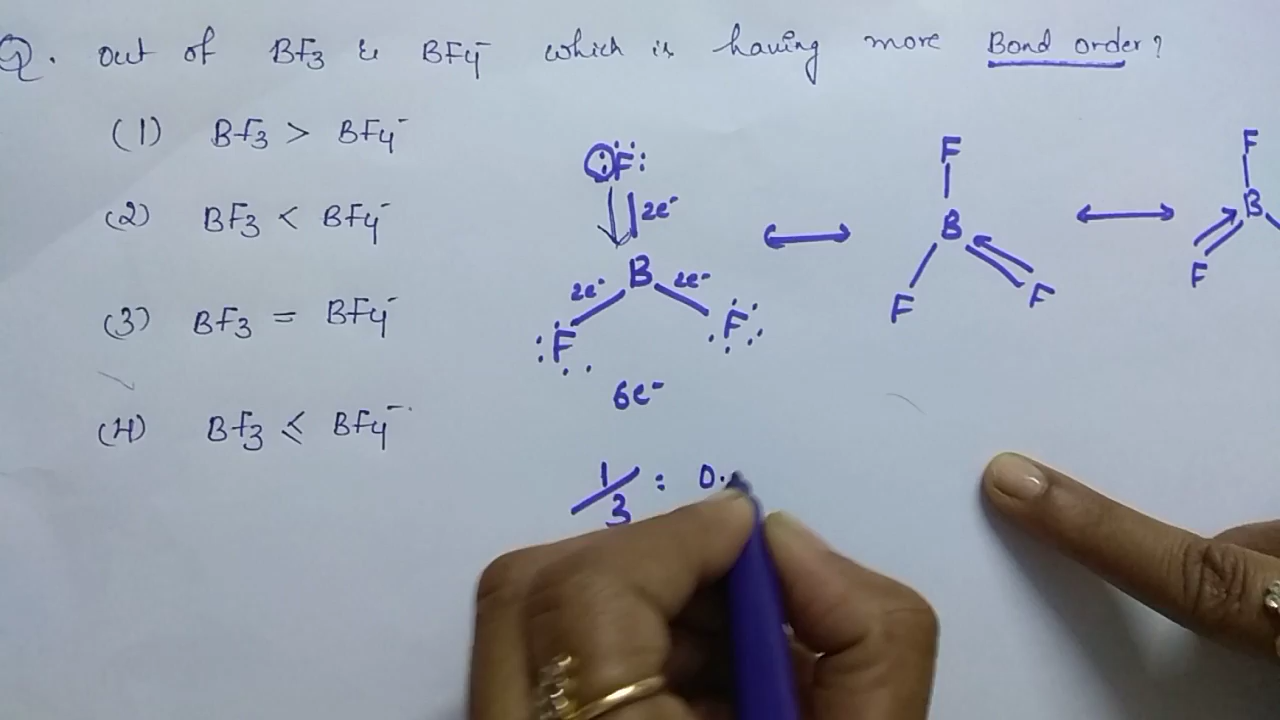 Q. out of BF3 & BF4⁻ which is having more Bond order?
(1) BF3 > BF4⁻
(2) BF3 < BF4⁻
(3) BF3 = BF4⁻
(4) BF3 ⩽ BF4⁻
:F:
2e⁻
B
2e⁻ 2e⁻
:F F
6e⁻
F
B
F F
F
B
F
1/3 : 0.